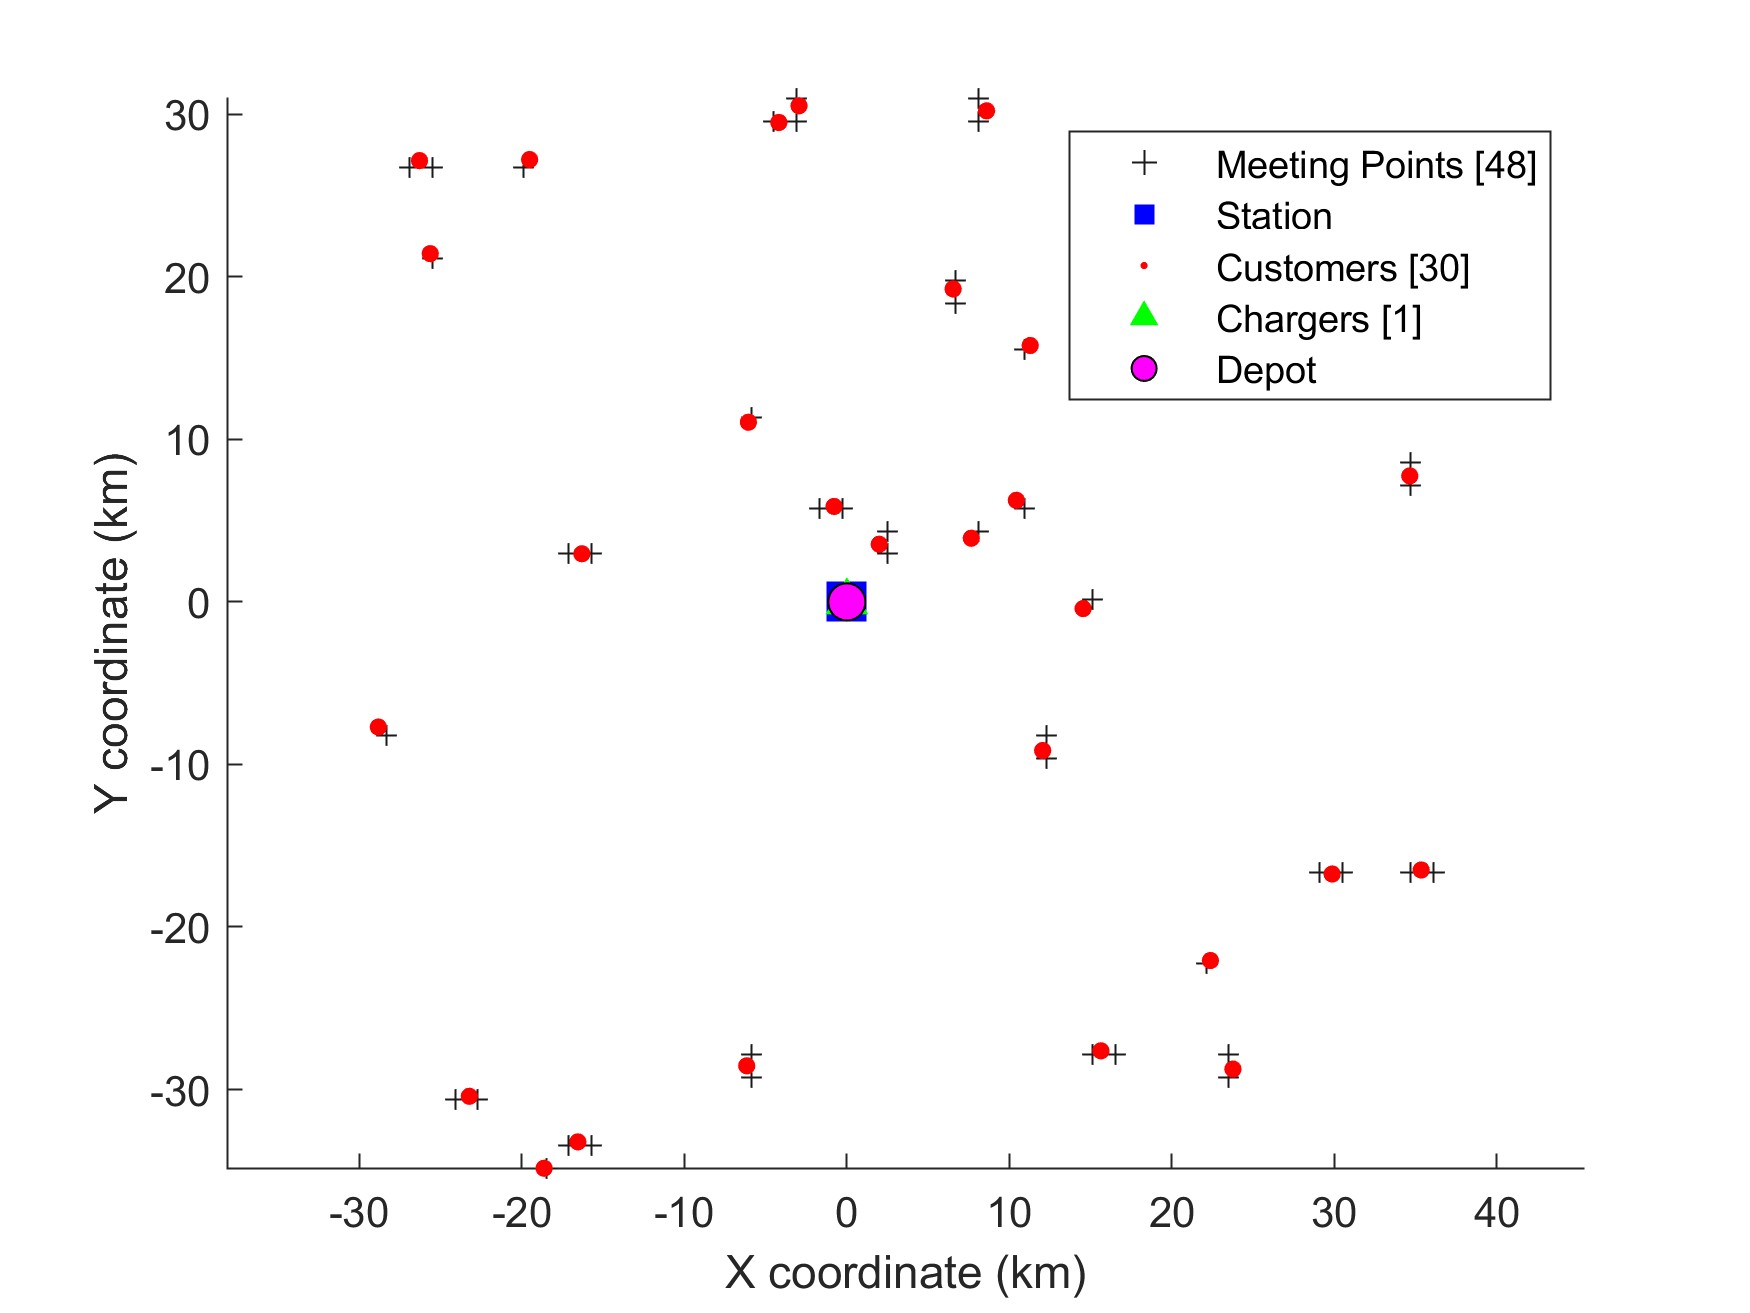 30
20
10
0
-10
-20
-30
Y coordinate (km)
Meeting Points [48]
Station
Customers [30]
Chargers [1]
Depot
-30 -20 -10 0 10 20 30 40
X coordinate (km)